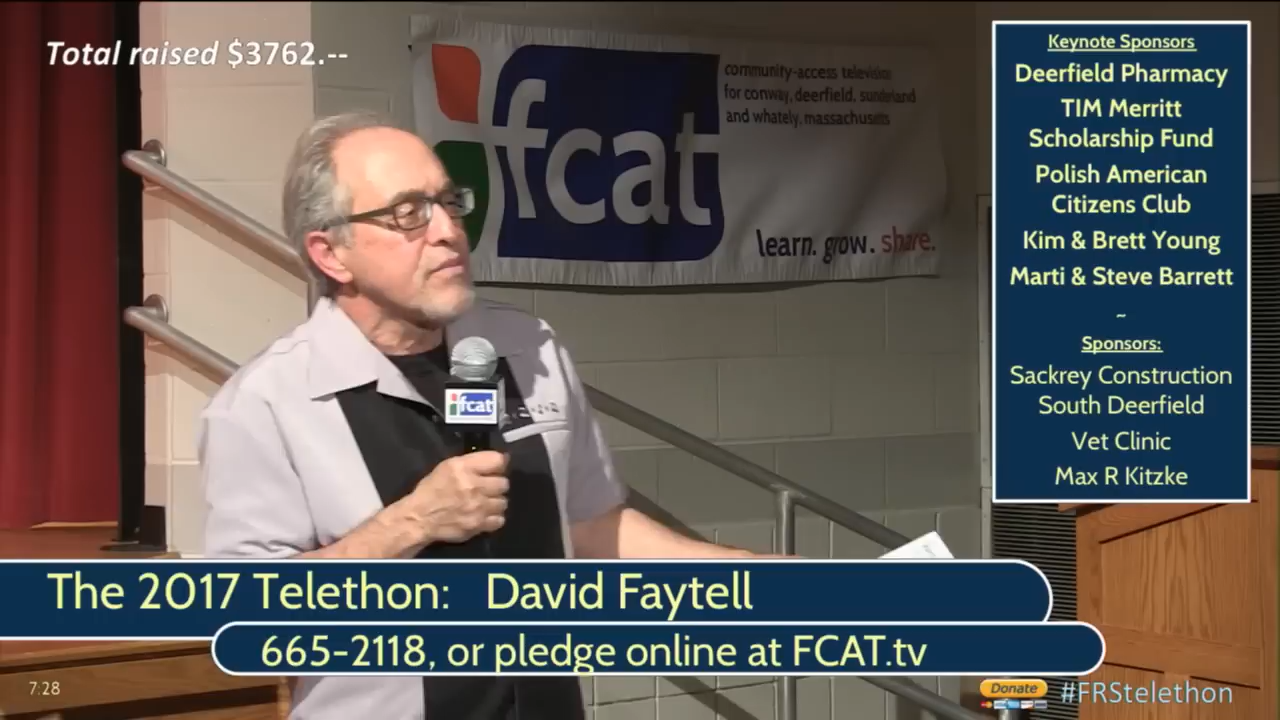 Total raised $3762.--
fcat
community-access television
for conway, deerfield, sunderland
and whately, massachusetts
learn. grow. share.
Keynote Sponsors
Deerfield Pharmacy
TIM Merritt
Scholarship Fund
Polish American
Citizens Club
Kim & Brett Young
Marti & Steve Barrett
~
Sponsors:
Sackrey Construction
South Deerfield
Vet Clinic
Max R Kitzke
fcat
The 2017 Telethon: David Faytell
665-2118, or pledge online at FCAT.tv
7:28
Donate
#FRStelethon